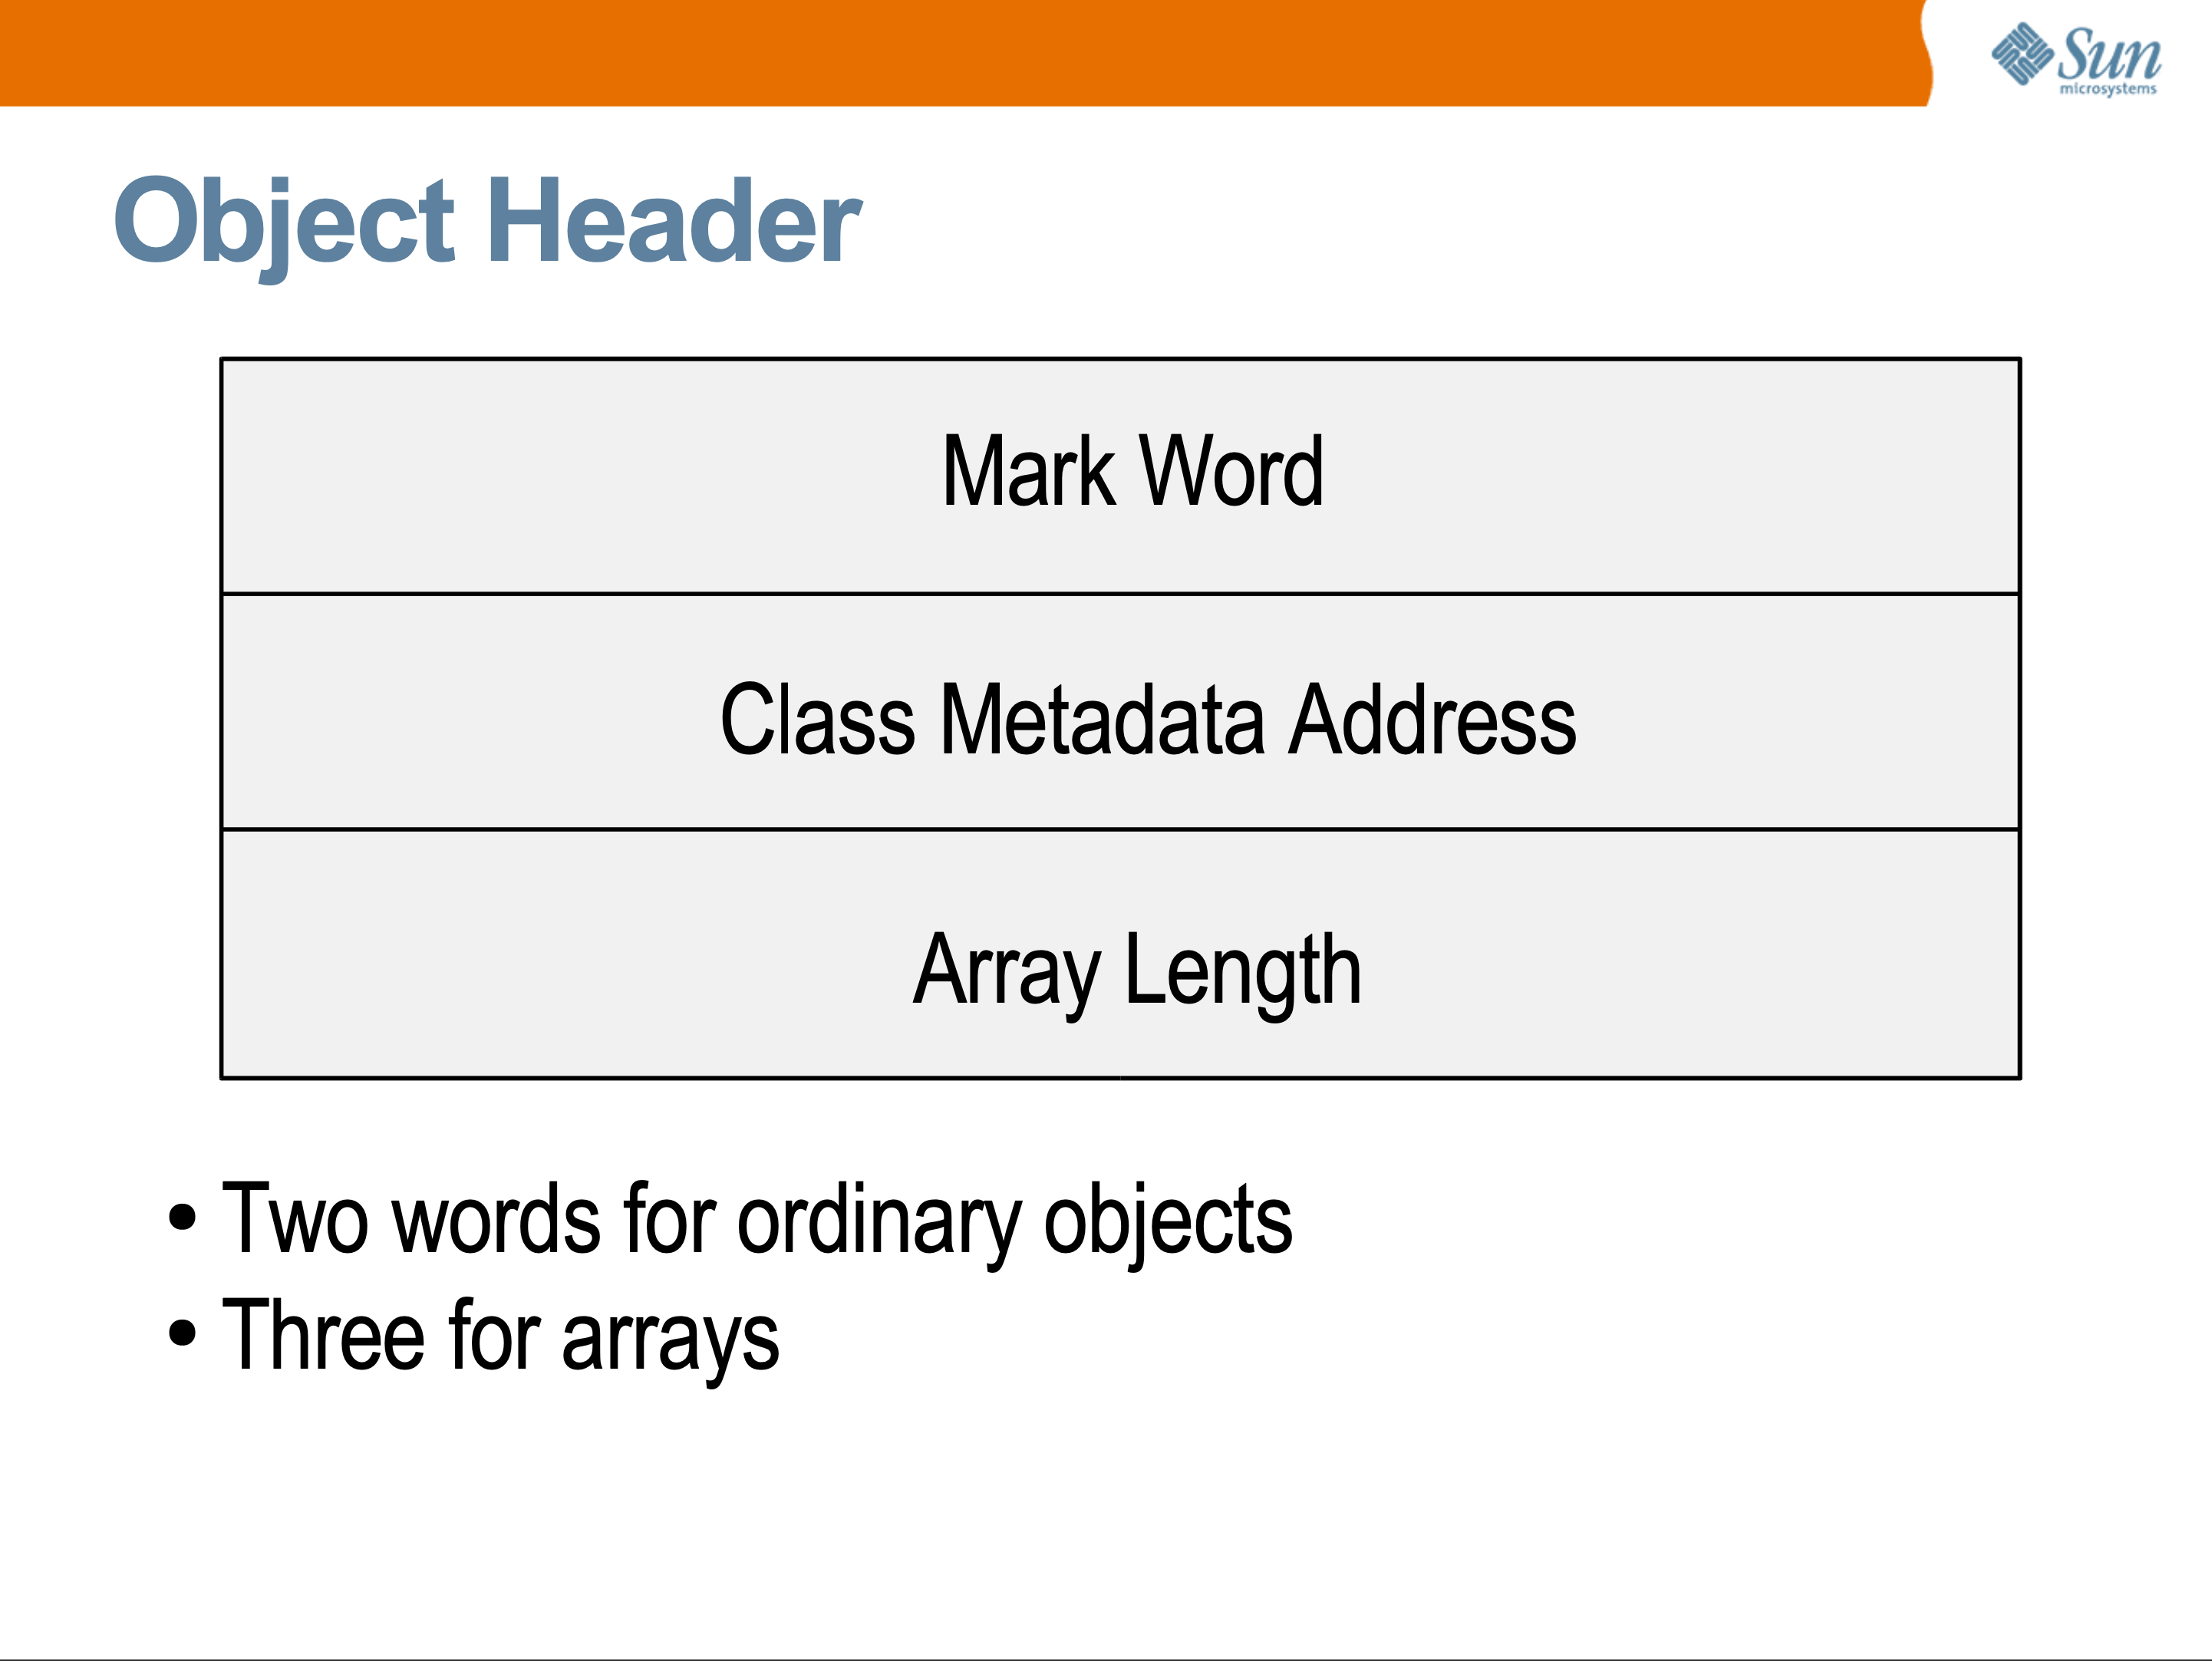 Sun
microsystems
Object Header
Mark Word
Class Metadata Address
Array Length
• Two words for ordinary objects
• Three for arrays